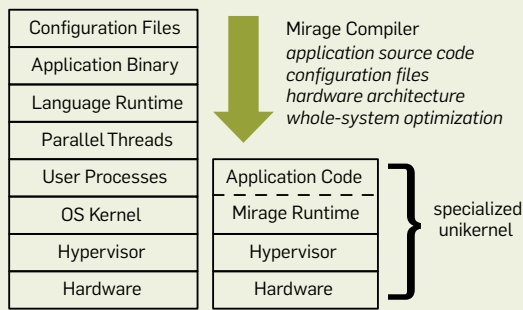 Configuration Files
Application Binary
Language Runtime
Parallel Threads
User Processes
OS Kernel
Hypervisor
Hardware
Mirage Compiler
application source code
configuration files
hardware architecture
whole-system optimization
Application Code
Mirage Runtime
Hypervisor
Hardware
specialized
unikernel